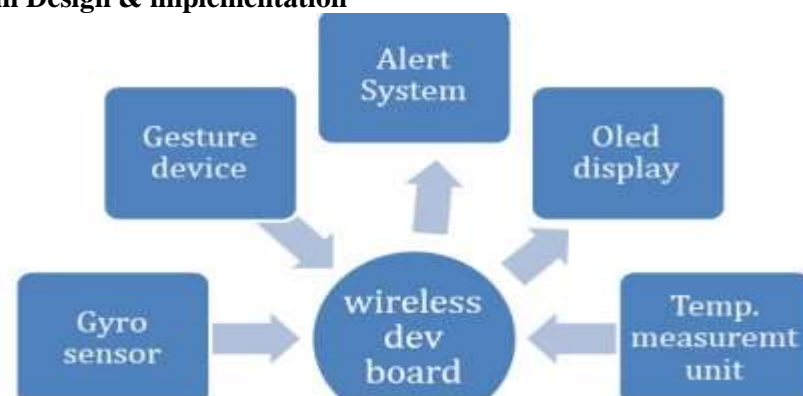 Design & Implementation
Alert
System
Gesture
device
Oled
display
Gyro
sensor
wireless
dev
board
Temp.
measuremt
unit